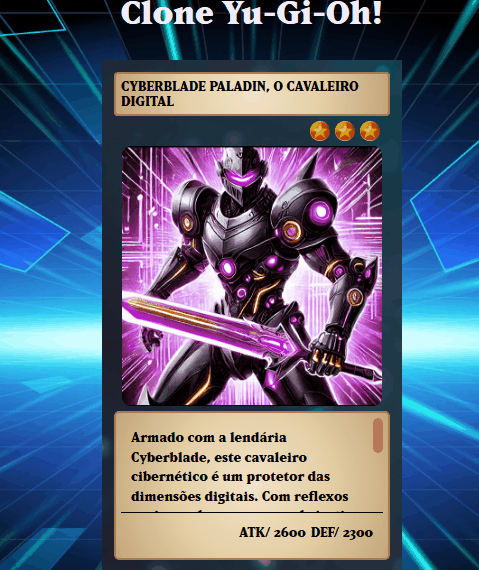 Clone Yu-Gi-Oh!
CYBERBLADE PALADIN, O CAVALEIRO
DIGITAL
Armado com a lendária
Cyberblade, este cavaleiro
cibernético é um protetor das
dimensões digitais. Com reflexos
ATK/ 2600 DEF/ 2300